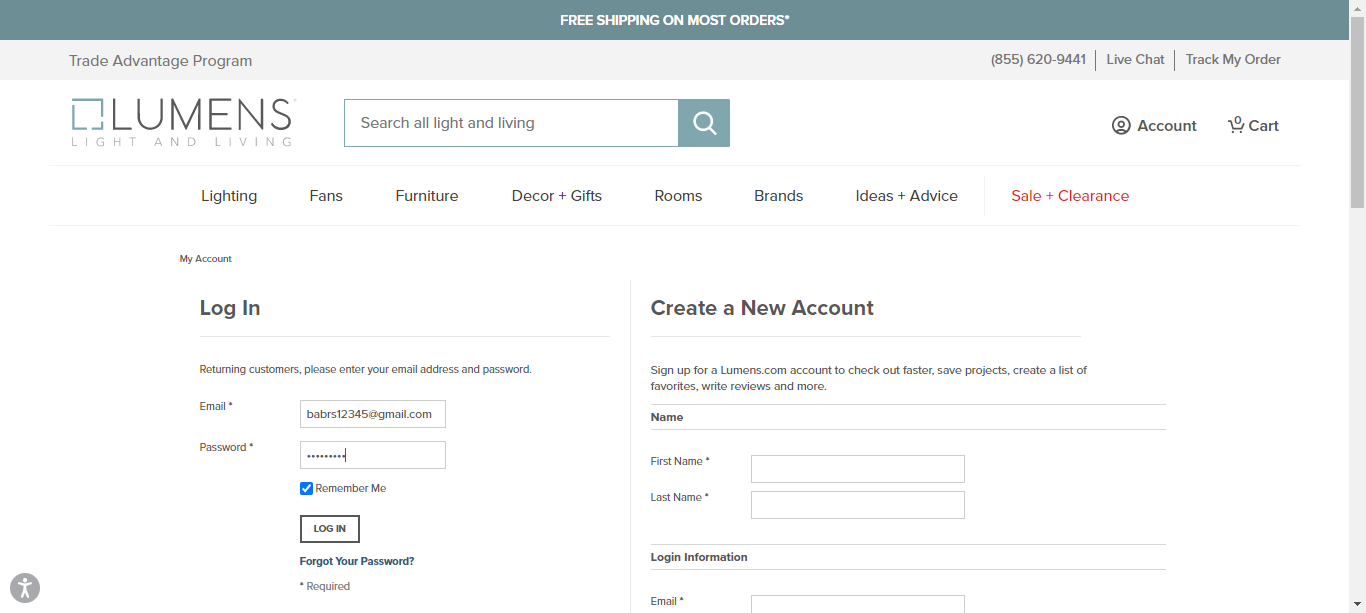 FREE SHIPPING ON MOST ORDERS*
Trade Advantage Program
(855) 620-9441
Live Chat
Track My Order
LUMENS
LIGHT AND LIVING
Search all light and living
Account
0
Cart
Lighting
Fans
Furniture
Decor + Gifts
Rooms
Brands
Ideas + Advice
Sale + Clearance
My Account
Log In
Returning customers, please enter your email address and password.
Email *
babrs12345@gmail.com
Password *
•••••••••
Remember Me
LOG IN
Forgot Your Password?
* Required
Create a New Account
Sign up for a Lumens.com account to check out faster, save projects, create a list of
favorites, write reviews and more.
Name
First Name *
Last Name *
Login Information
Email *